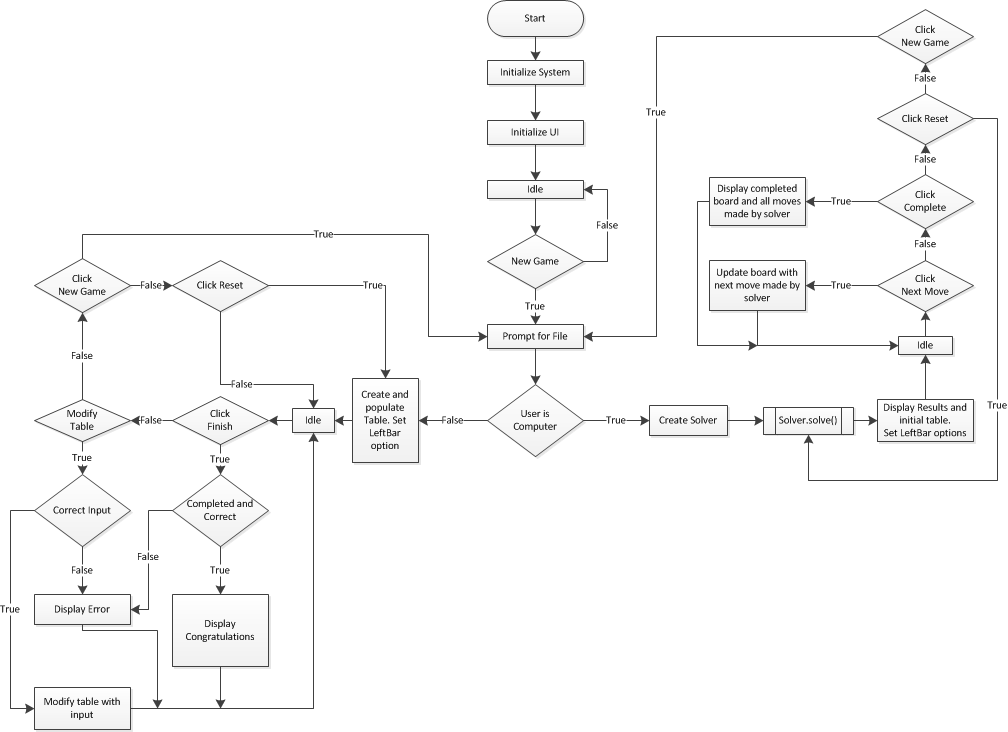 Start
Initialize System
Initialize UI
Idle
False
New Game
True
Prompt for File
User is
Computer
False
True
Click
New Game
True
False
Click Reset
True
False
Click
Complete
True
Display completed
board and all moves
made by solver
False
Click
Next Move
True
Update board with
next move made by
solver
Idle
Create Solver
Solver.solve()
Display Results and
initial table.
Set LeftBar options
True
Click
New Game
False
Click Reset
True
False
Create and
populate
Table. Set
LeftBar
option
Idle
Click
Finish
False
Modify
Table
False
True
True
Correct Input
Completed and
Correct
False
False
True
True
Display Error
Display
Congratulations
Modify table with
input